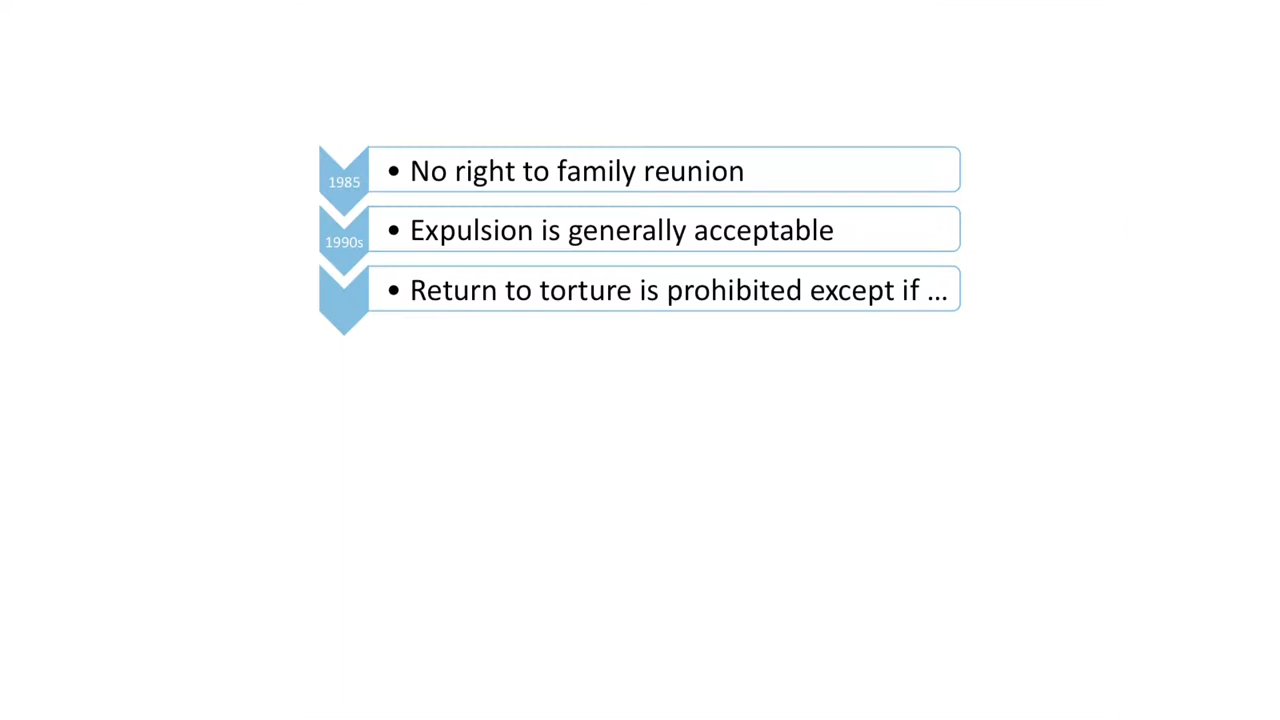 1985
• No right to family reunion
1990s
• Expulsion is generally acceptable
• Return to torture is prohibited except if ...